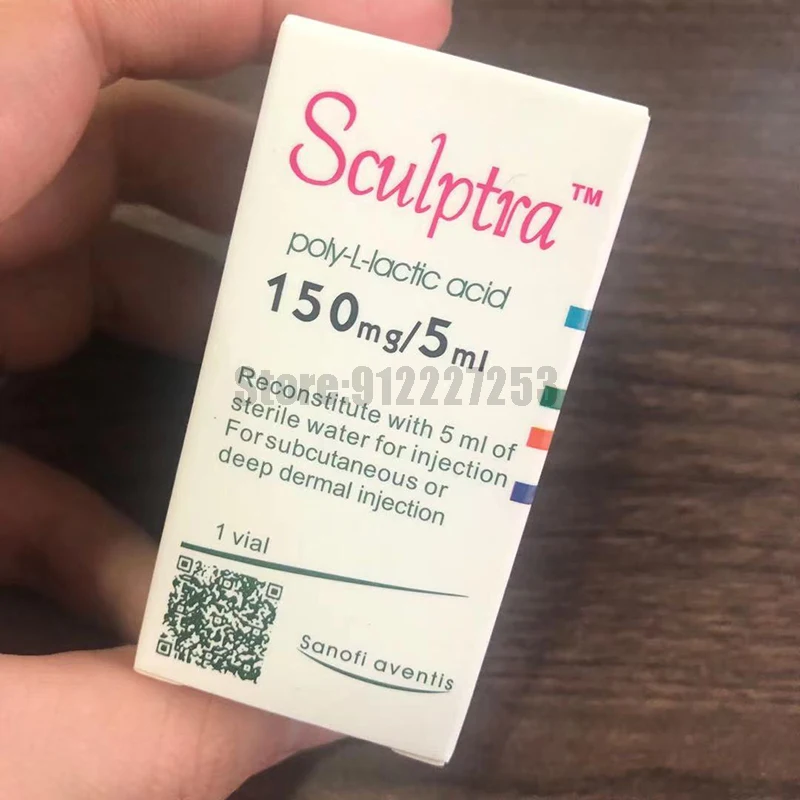 Sculptra™
poly-L-lactic acid
150mg/5ml
Store:912227253
Reconstitute with 5 ml of
sterile water for injection
For subcutaneous or
deep dermal injection
1 vial
Sanofi aventis